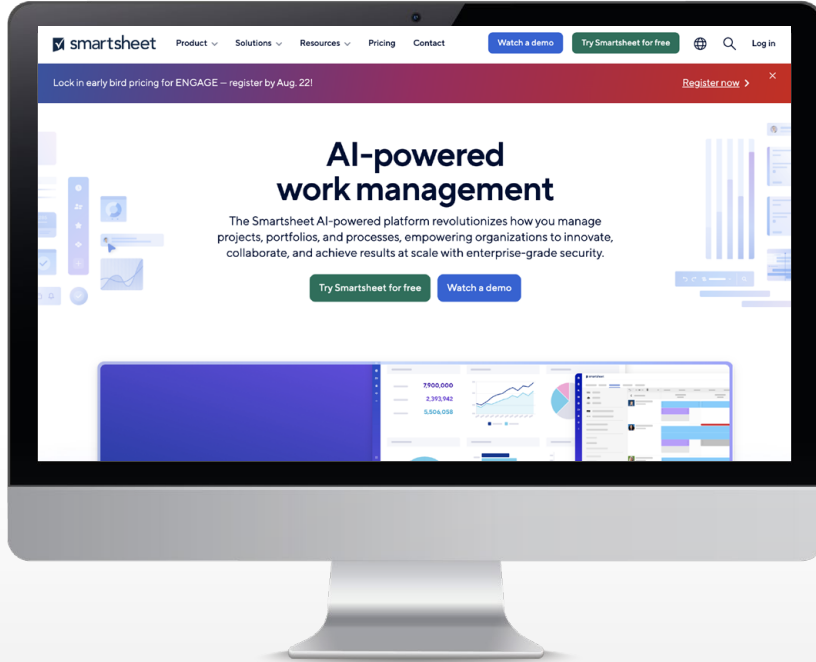 smartsheet
Product Solutions Resources Pricing Contact Watch a demo Try Smartsheet for free Log in
Lock in early bird pricing for ENGAGE — register by Aug. 22! Register now
AI-powered
work management
The Smartsheet AI-powered platform revolutionizes how you manage
projects, portfolios, and processes, empowering organizations to innovate,
collaborate, and achieve results at scale with enterprise-grade security.
Try Smartsheet for free Watch a demo
7,900,000
2,393,942
5,506,058
smartsheet